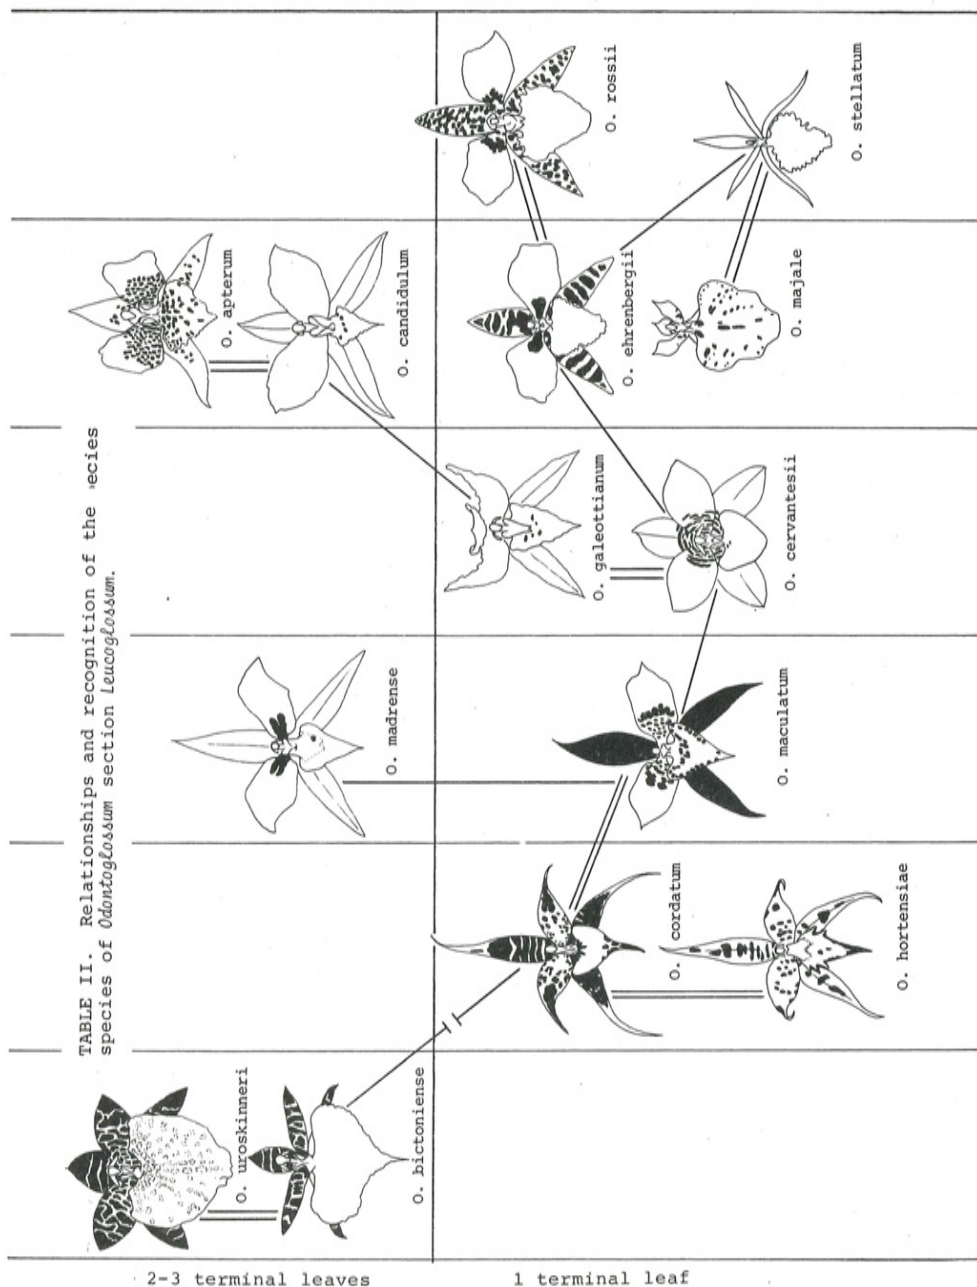 TABLE II. Relationships and recognition of the ecies
species of Odontoglossum section Leucoglossum.
2-3 terminal leaves
1 terminal leaf
O. uroskinneri
O. bictoniense
O. cordatum
O. hortensiae
O. madrense
O. maculatum
O. galeottianum
O. cervantesii
O. apterum
O. candidulum
O. ehrenbergii
O. majale
O. rossii
O. stellatum